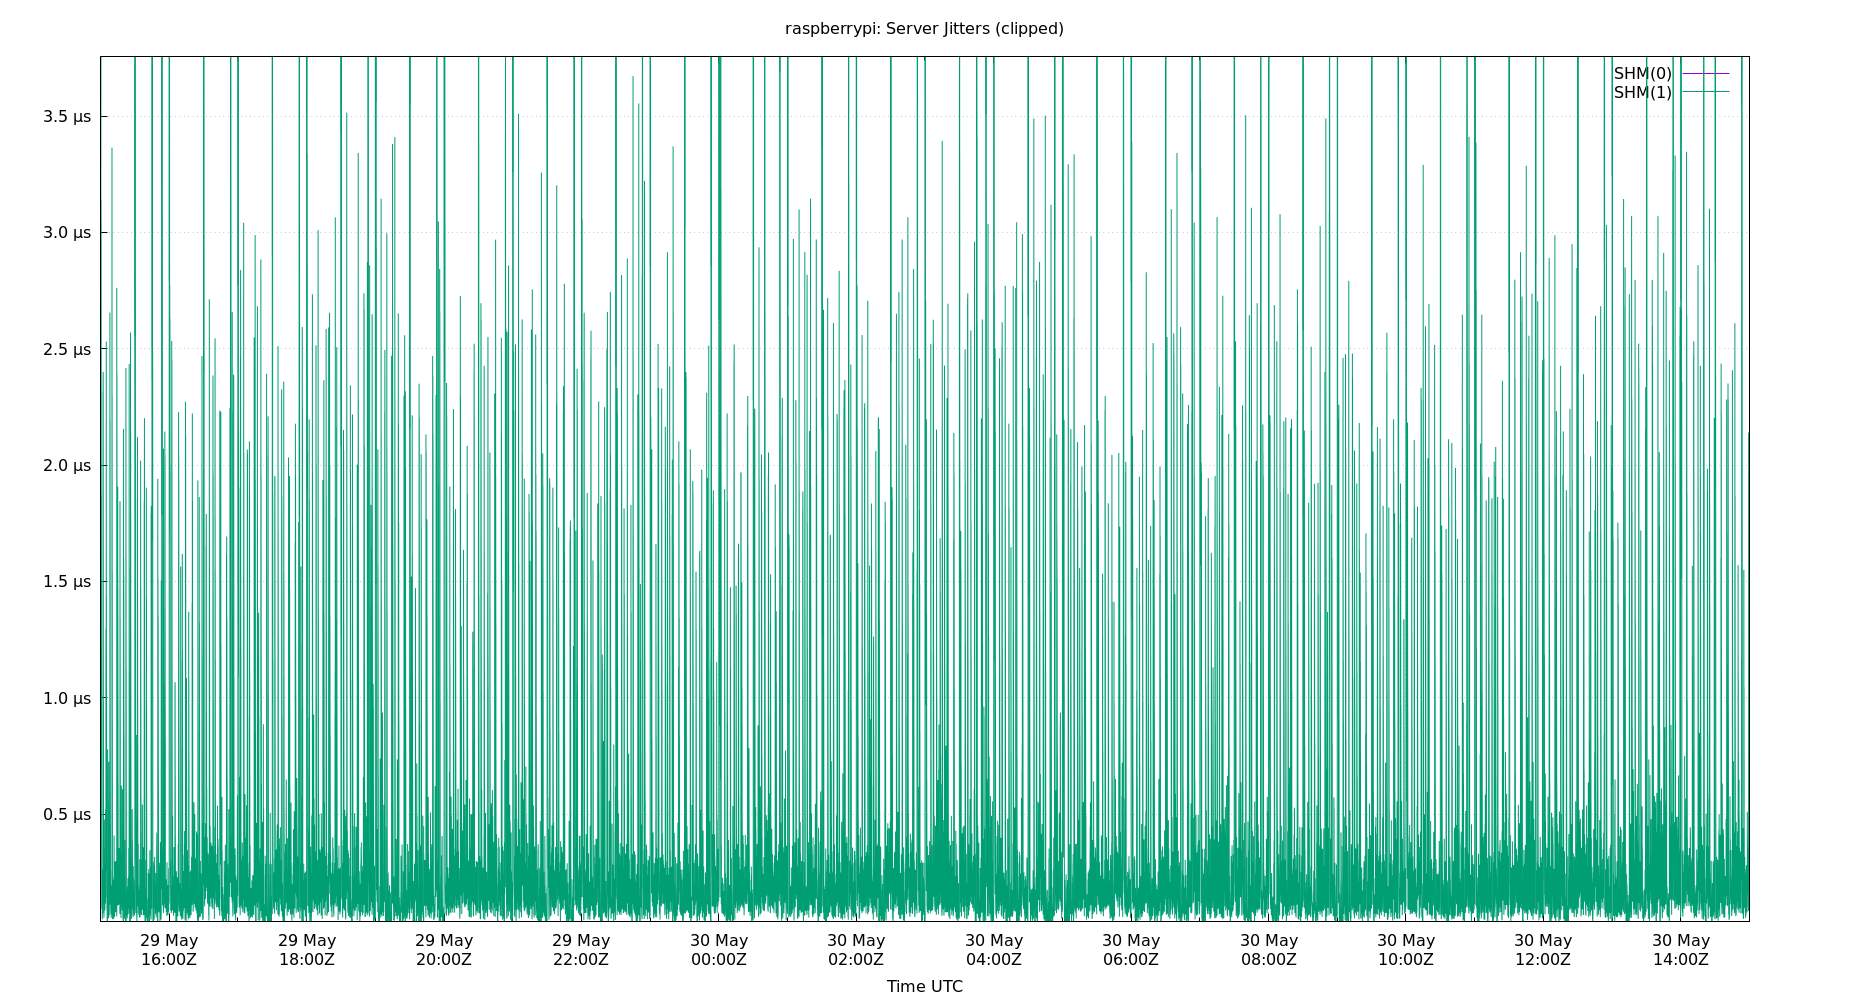 raspberrypi: Server Jitters (clipped)
SHM(0)
SHM(1)
3.5 μs
3.0 μs
2.5 μs
2.0 μs
1.5 μs
1.0 μs
0.5 μs
29 May 29 May 29 May 29 May 30 May 30 May 30 May 30 May 30 May 30 May 30 May 30 May
16:00Z 18:00Z 20:00Z 22:00Z 00:00Z 02:00Z 04:00Z 06:00Z 08:00Z 10:00Z 12:00Z 14:00Z
Time UTC